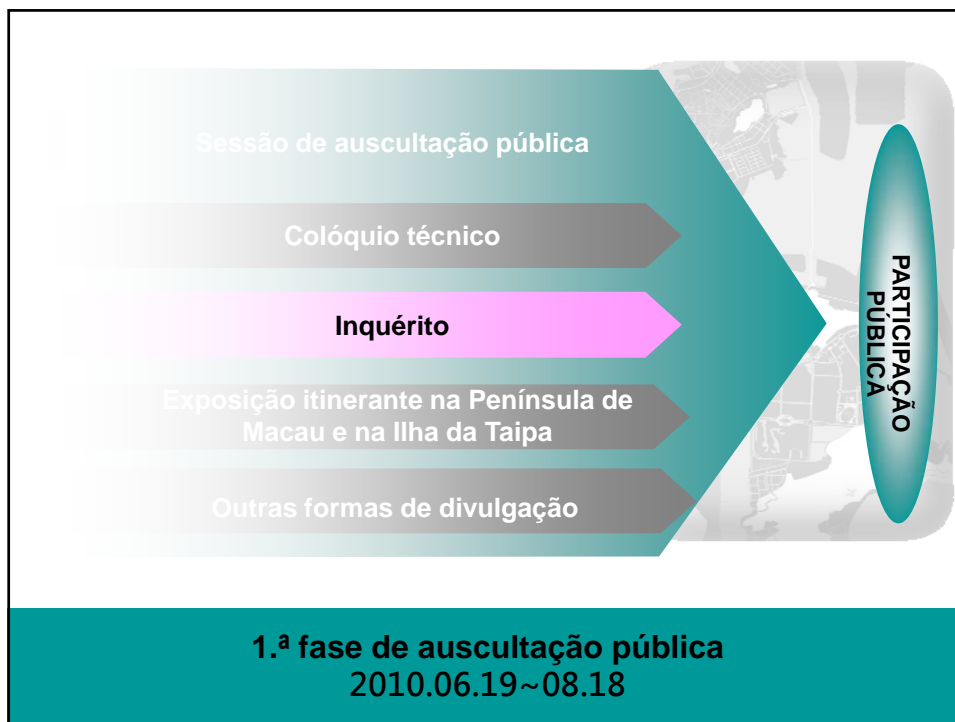 Sessão de auscultação pública
Colóquio técnico
Inquérito
Exposição itinerante na Península de
Macau e na Ilha da Taipa
Outras formas de divulgação
PARTICIPAÇÃO
PÚBLICA
1.ª fase de auscultação pública
2010.06.19~08.18